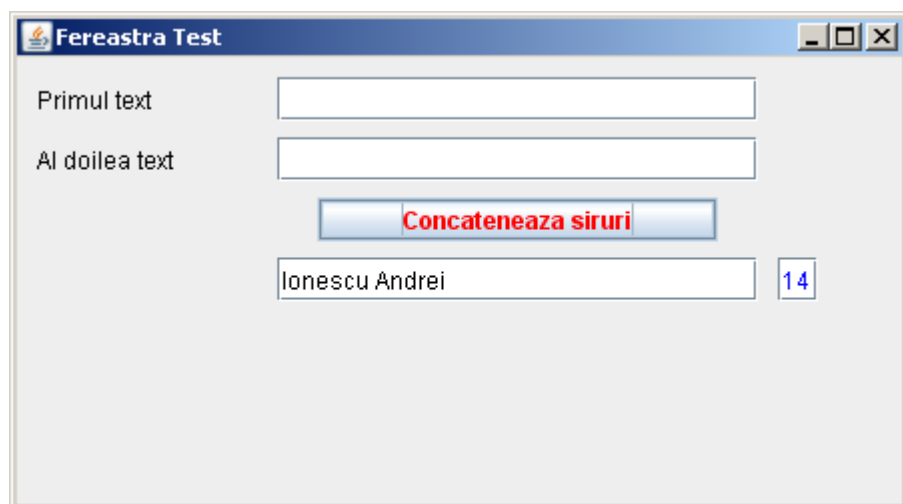 Fereastra Test
Primul text
Al doilea text
Concateneaza siruri
Ionescu Andrei 14